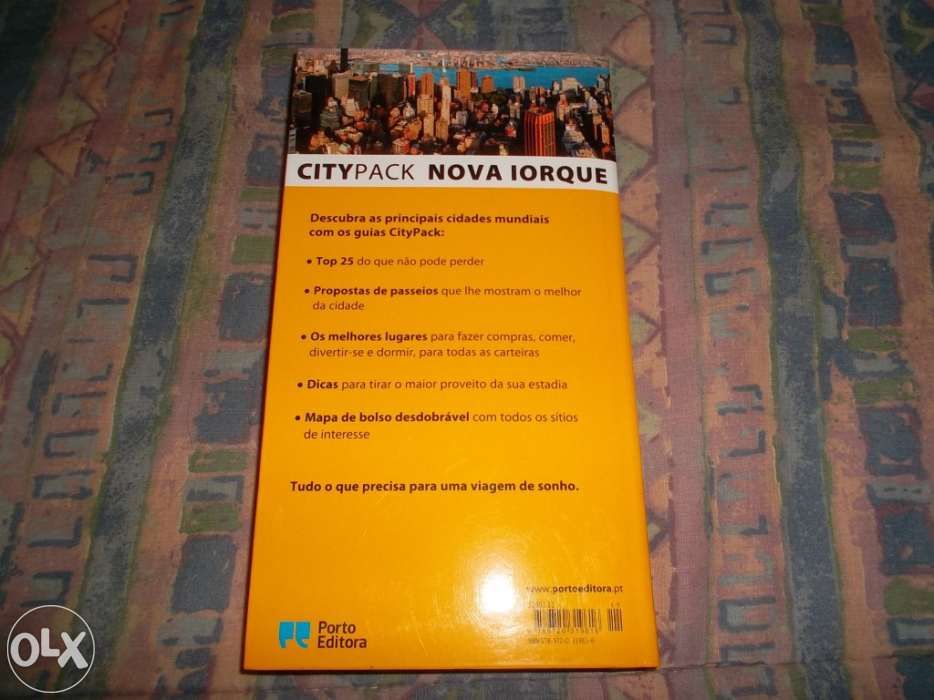 CITYPACK NOVA IORQUE
Descubra as principais cidades mundiais
com os guias CityPack:
• Top 25 do que não pode perder
• Propostas de passeios que lhe mostram o melhor
da cidade
• Os melhores lugares para fazer compras, comer,
divertir-se e dormir, para todas as carteiras
• Dicas para tirar o maior proveito da sua estadia
• Mapa de bolso desdobrável com todos os sítios
de interesse
Tudo o que precisa para uma viagem de sonho.
www.portoeditora.pt
Porto
Editora
OLX